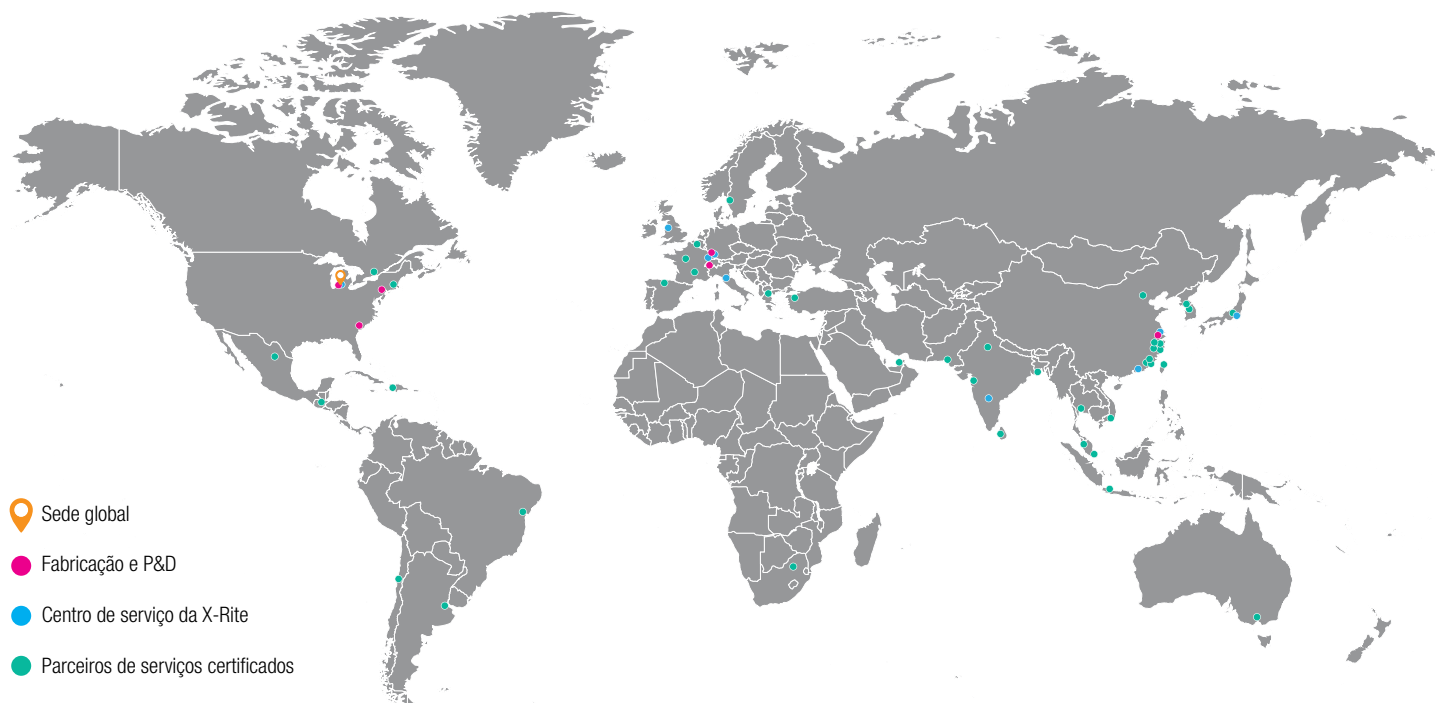 Sede global
Fabricação e P&D
Centro de serviço da X-Rite
Parceiros de serviços certificados